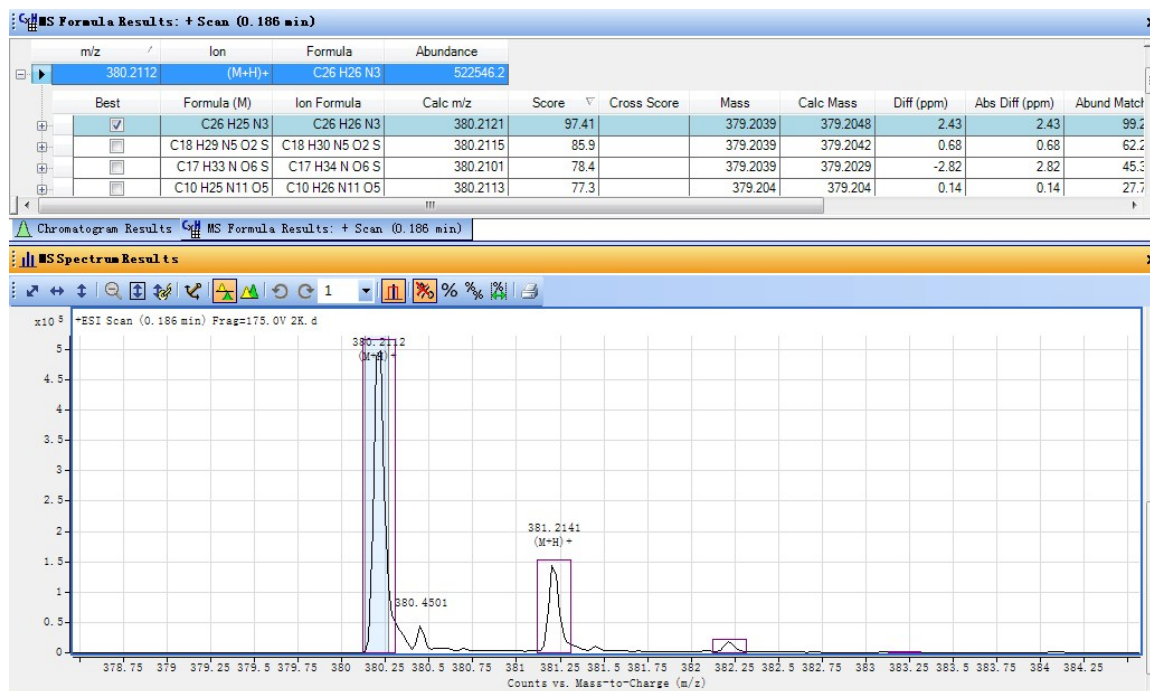 MS Formula Results: + Scan (0.186 min)
m/z Ion Formula Abundance
380.2112 (M+H)+ C26 H26 N3 522546.2
Best Formula (M) Ion Formula Calc m/z Score Cross Score Mass Calc Mass Diff (ppm) Abs Diff (ppm) Abund Match
C26 H25 N3 C26 H26 N3 380.2121 97.41 379.2039 379.2048 2.43 2.43 99.2
C18 H29 N5 O2 S C18 H30 N5 O2 S 380.2115 85.9 379.2039 379.2042 0.68 0.68 62.2
C17 H33 N O6 S C17 H34 N O6 S 380.2101 78.4 379.2039 379.2029 -2.82 2.82 45.3
C10 H25 N11 O5 C10 H26 N11 O5 380.2113 77.3 379.204 379.204 0.14 0.14 27.7
Chromatogram Results MS Formula Results: + Scan (0.186 min)
MS Spectrum Results
1
x10 5 +ESI Scan (0.186 min) Frag=175.0V 2K.d
380.2112
(M+H)+
5
4.5
4
3.5
3
2.5
2
381.2141
(M+H)+
1.5
1
380.4501
0.5
0
378.75 379 379.25 379.5 379.75 380 380.25 380.5 380.75 381 381.25 381.5 381.75 382 382.25 382.5 382.75 383 383.25 383.5 383.75 384 384.25
Counts vs. Mass-to-Charge (m/z)